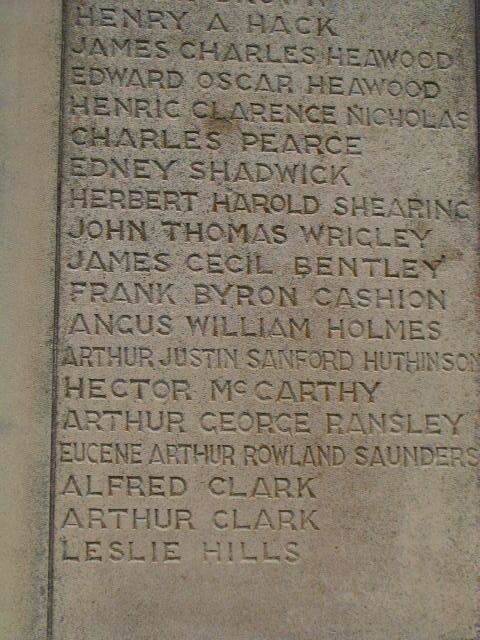 HENRY A HACK
JAMES CHARLES HEAWOOD
EDWARD OSCAR HEAWOOD
HENRIC CLARENCE NICHOLAS
CHARLES PEARCE
EDNEY SHADWICK
HERBERT HAROLD SHEARING
JOHN THOMAS WRIGLEY
JAMES CECIL BENTLEY
FRANK BYRON CASHION
ANGUS WILLIAM HOLMES
ARTHUR JUSTIN SANFORD HUTHINSON
HECTOR McCARTHY
ARTHUR GEORGE RANSLEY
EUGENE ARTHUR ROWLAND SAUNDERS
ALFRED CLARK
ARTHUR CLARK
LESLIE HILLS